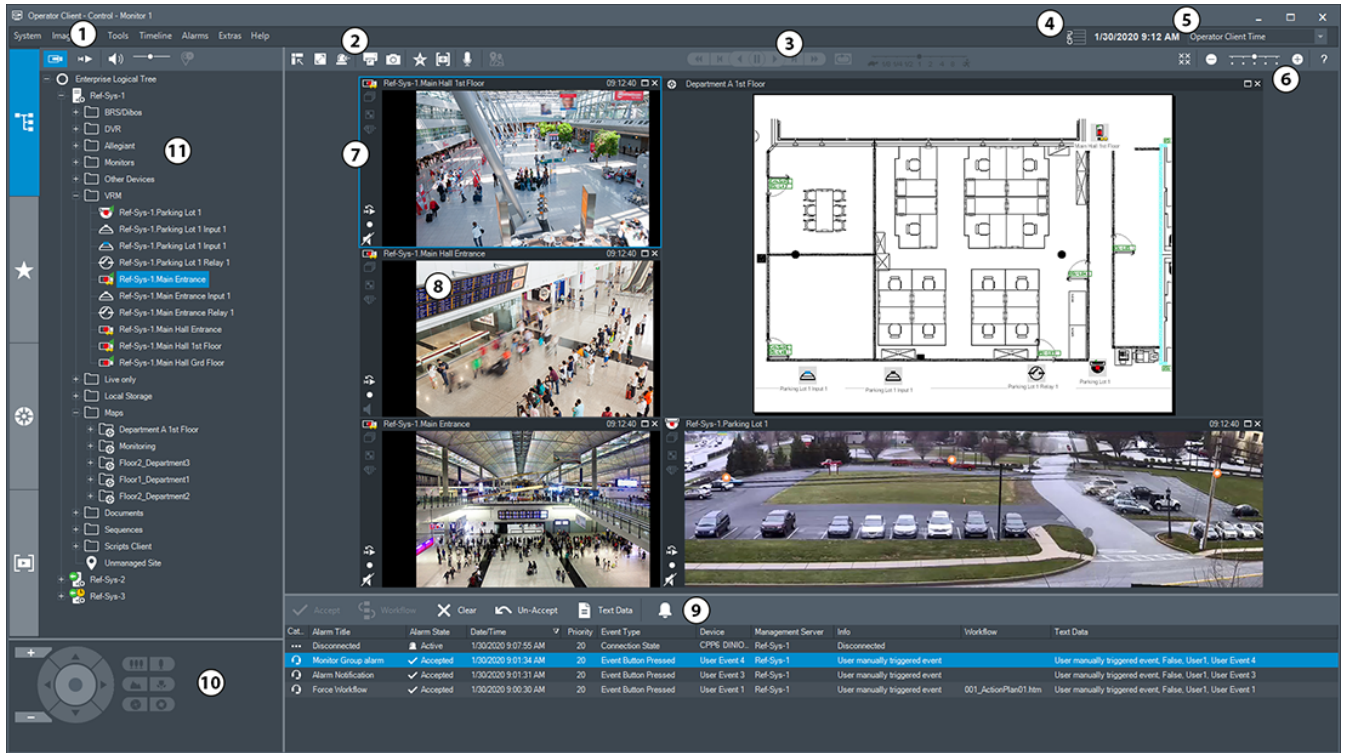 Operator Client - Control - Monitor 1
System Imag 1 Tools Timeline Alarms Extras Help
2
3
4
1/30/2020 9:12 AM
5
Operator Client Time
6
?
Enterprise Logical Tree
Ref-Sys-1
BRS/Dibos
DVR
Allegiant
Monitors
Other Devices
VRM
Ref-Sys-1.Parking Lot 1
Ref-Sys-1.Parking Lot 1 Input 1
Ref-Sys-1.Parking Lot 1 Input 1
Ref-Sys-1.Parking Lot 1 Relay 1
Ref-Sys-1.Main Entrance
Ref-Sys-1.Main Entrance Input 1
Ref-Sys-1.Main Entrance Relay 1
Ref-Sys-1.Main Hall Entrance
Ref-Sys-1.Main Hall 1st Floor
Ref-Sys-1.Main Hall Grd Floor
Live only
Local Storage
Maps
Department A 1st Floor
Monitoring
Floor2_Department3
Floor1_Department1
Floor2_Department2
Documents
Sequences
Scripts Client
Unmanaged Site
Ref-Sys-2
Ref-Sys-3
11
10
Ref-Sys-1.Main Hall 1st Floor 09:12:40
7
Ref-Sys-1.Main Hall Entrance 09:12:40
8
Ref-Sys-1.Main Entrance 09:12:40
Department A 1st Floor
Main Hall 1st Floor
Parking Lot 1 Input 1
Parking Lot 1 Input 1
Parking Lot 1 Relay 1
Parking Lot 1
Ref-Sys-1.Parking Lot 1 09:12:40
Accept Workflow Clear Un-Accept Text Data 9
Cat... Alarm Title Alarm State Date/Time Priority Event Type Device Management Server Info Workflow Text Data
Disconnected Active 1/30/2020 9:07:55 AM 20 Connection State CPP6 DINIO... Ref-Sys-1 Disconnected
Monitor Group alarm Accepted 1/30/2020 9:01:34 AM 20 Event Button Pressed User Event 4 Ref-Sys-1 User manually triggered event User manually triggered event, False, User1, User Event 4
Alarm Notification Accepted 1/30/2020 9:01:31 AM 20 Event Button Pressed User Event 3 Ref-Sys-1 User manually triggered event User manually triggered event, False, User1, User Event 3
Force Workflow Accepted 1/30/2020 9:00:30 AM 20 Event Button Pressed User Event 1 Ref-Sys-1 User manually triggered event 001_ActionPlan01.htm User manually triggered event, False, User1, User Event 1